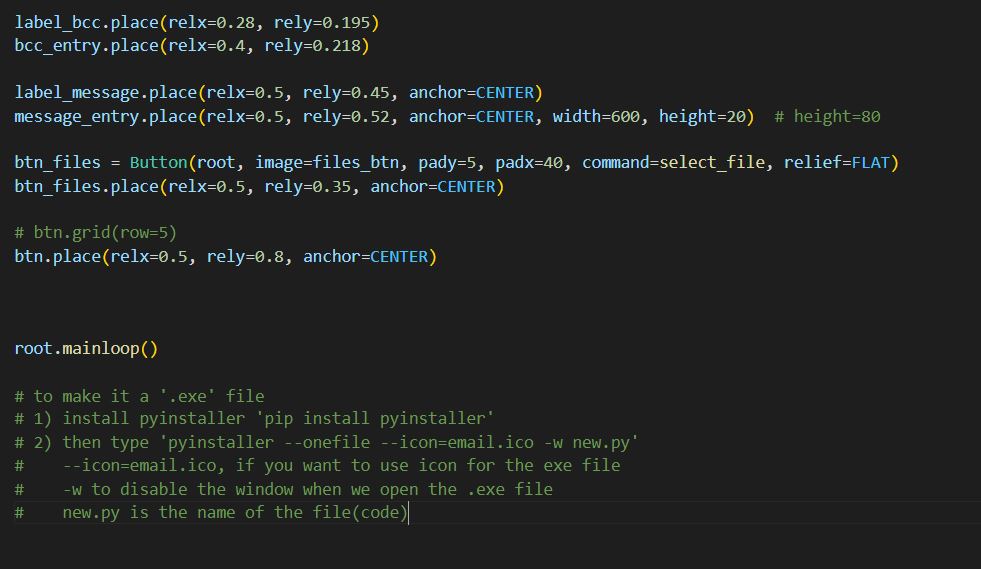 label_bcc.place(relx=0.28, rely=0.195)
bcc_entry.place(relx=0.4, rely=0.218)
label_message.place(relx=0.5, rely=0.45, anchor=CENTER)
message_entry.place(relx=0.5, rely=0.52, anchor=CENTER, width=600, height=20)  # height=80
btn_files = Button(root, image=files_btn, pady=5, padx=40, command=select_file, relief=FLAT)
btn_files.place(relx=0.5, rely=0.35, anchor=CENTER)
# btn.grid(row=5)
btn.place(relx=0.5, rely=0.8, anchor=CENTER)
root.mainloop()
# to make it a '.exe' file
# 1) install pyinstaller 'pip install pyinstaller'
# 2) then type 'pyinstaller --onefile --icon=email.ico -w new.py'
#    --icon=email.ico, if you want to use icon for the exe file
#    -w to disable the window when we open the .exe file
#    new.py is the name of the file(code)